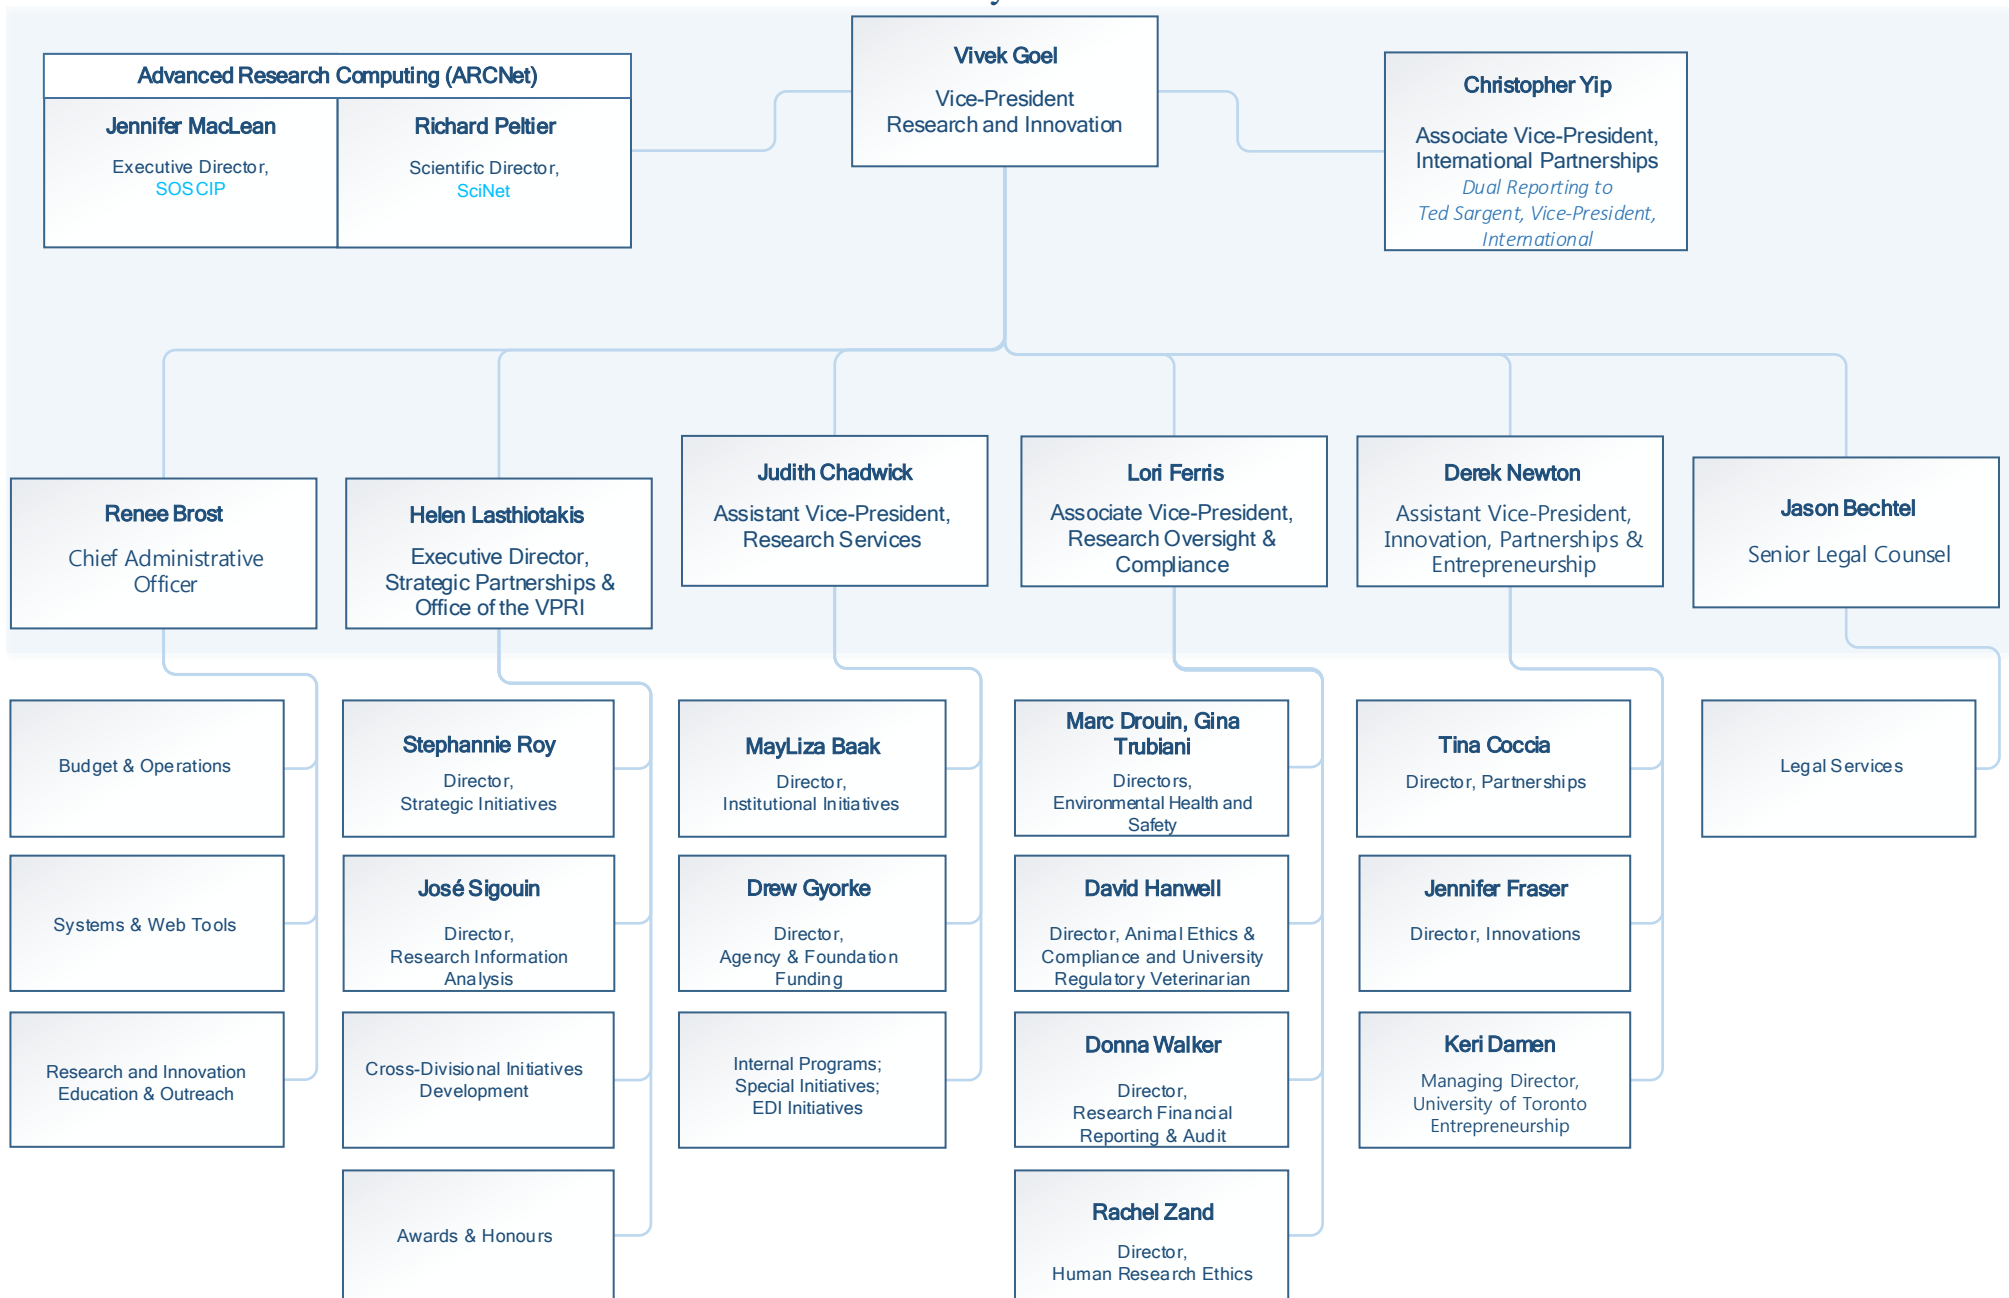 Vivek Goel
Vice-President
Research and Innovation
Advanced Research Computing (ARCNet)
Jennifer MacLean
Executive Director,
SOSCIP
Richard Peltier
Scientific Director,
SciNet
Christopher Yip
Associate Vice-President,
International Partnerships
Dual Reporting to
Ted Sargent, Vice-President,
International
Renee Brost
Chief Administrative
Officer
Helen Lasthiotakis
Executive Director,
Strategic Partnerships &
Office of the VPRI
Judith Chadwick
Assistant Vice-President,
Research Services
Lori Ferris
Associate Vice-President,
Research Oversight &
Compliance
Derek Newton
Assistant Vice-President,
Innovation, Partnerships &
Entrepreneurship
Jason Bechtel
Senior Legal Counsel
Budget & Operations
Stephannie Roy
Director,
Strategic Initiatives
MayLiza Baak
Director,
Institutional Initiatives
Marc Drouin, Gina
Trubiani
Directors,
Environmental Health and
Safety
Tina Coccia
Director, Partnerships
Legal Services
Systems & Web Tools
José Sigouin
Director,
Research Information
Analysis
Drew Gyorke
Director,
Agency & Foundation
Funding
David Hanwell
Director, Animal Ethics &
Compliance and University
Regulatory Veterinarian
Jennifer Fraser
Director, Innovations
Research and Innovation
Education & Outreach
Cross-Divisional Initiatives
Development
Internal Programs;
Special Initiatives;
EDI Initiatives
Donna Walker
Director,
Research Financial
Reporting & Audit
Keri Damen
Managing Director,
University of Toronto
Entrepreneurship
Awards & Honours
Rachel Zand
Director,
Human Research Ethics